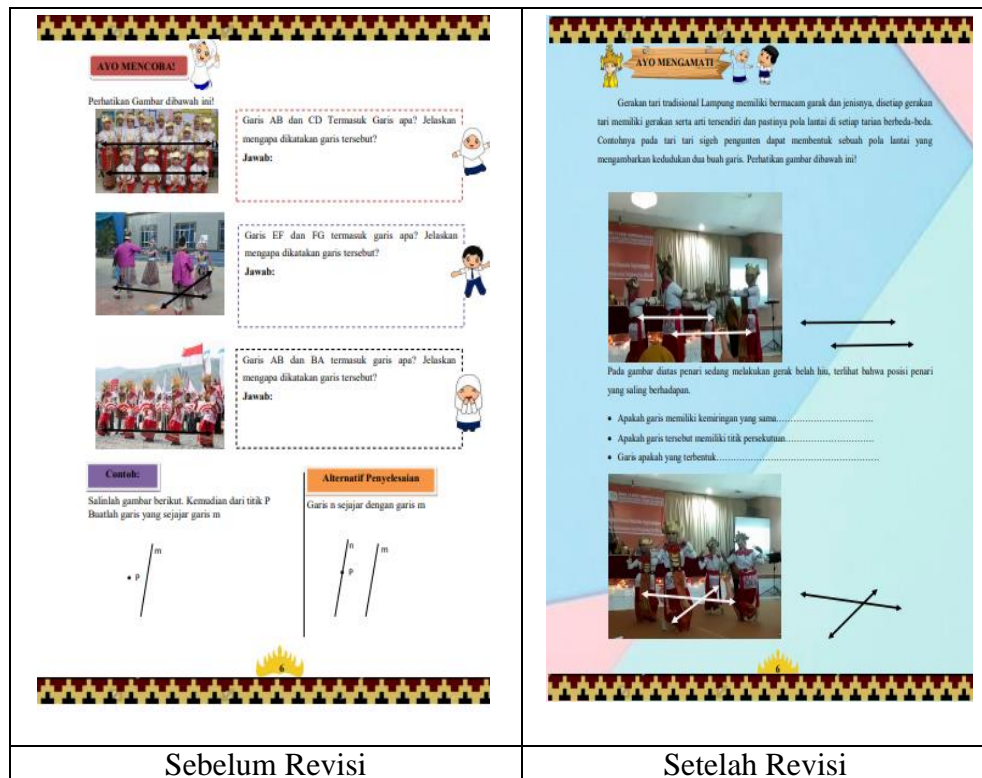 AYO MENCOBA!
Perhatikan Gambar dibawah ini!
Garis AB dan CD Termasuk Garis apa? Jelaskan
mengapa dikatakan garis tersebut?
Jawab:
Garis EF dan FG termasuk garis apa? Jelaskan
mengapa dikatakan garis tersebut?
Jawab:
Garis AB dan BA termasuk garis apa? Jelaskan
mengapa dikatakan garis tersebut?
Jawab:
Contoh:
Salinlah gambar berikut. Kemudian dari titik P
Buatlah garis yang sejajar garis m
m
P
Alternatif Penyelesaian
Garis n sejajar dengan garis m
n
m
P
6
Sebelum Revisi
AYO MENGAMATI
Gerakan tari tradisional Lampung memiliki bermacam garak dan jenisnya, disetiap gerakan
tari memiliki gerakan serta arti tersendiri dan pastinya pola lantai di setiap tarian berbeda-beda.
Contohnya pada tari tari sigeh pengunten dapat membentuk sebuah pola lantai yang
mengambarkan kedudukan dua buah garis. Perhatikan gambar dibawah ini!
Pada gambar diatas penari sedang melakukan gerak belah hiu, terlihat bahwa posisi penari
yang saling berhadapan.
• Apakah garis memiliki kemiringan yang sama................................
• Apakah garis tersebut memiliki titik persekutuan.............................
• Garis apakah yang terbentuk......................................................
6
Setelah Revisi